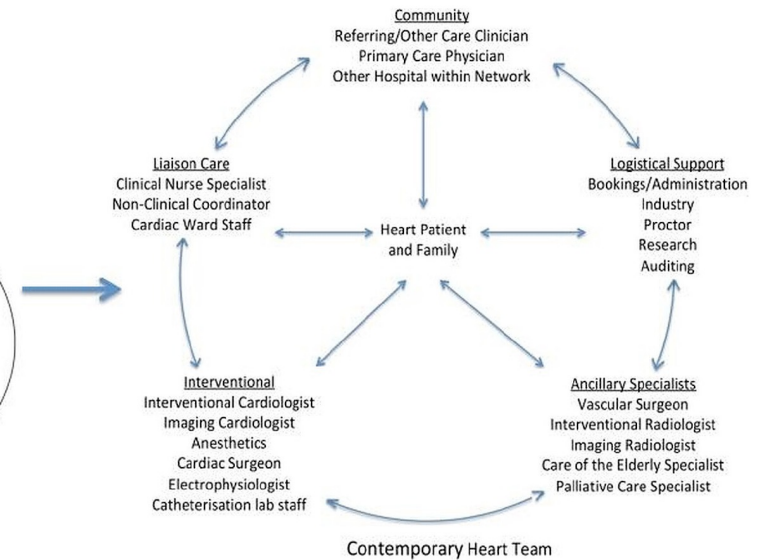 Community
Referring/Other Care Clinician
Primary Care Physician
Other Hospital within Network
Liaison Care
Clinical Nurse Specialist
Non-Clinical Coordinator
Cardiac Ward Staff
Logistical Support
Bookings/Administration
Industry
Proctor
Research
Auditing
Heart Patient
and Family
Interventional
Interventional Cardiologist
Imaging Cardiologist
Anesthetics
Cardiac Surgeon
Electrophysiologist
Catheterisation lab staff
Ancillary Specialists
Vascular Surgeon
Interventional Radiologist
Imaging Radiologist
Care of the Elderly Specialist
Palliative Care Specialist
Contemporary Heart Team